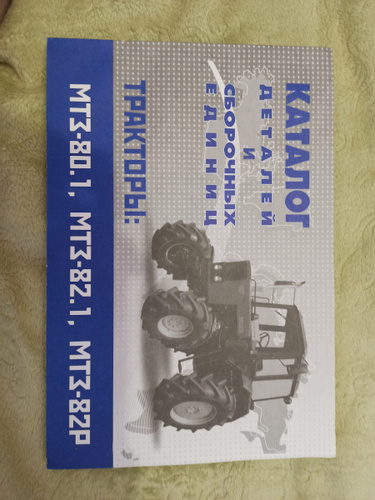 КАТАЛОГ
ДЕТАЛЕЙ
И
СБОРОЧНЫХ
ЕДИНИЦ
ТРАКТОРЫ:
МТЗ-80.1, МТЗ-82.1, МТЗ-82Р